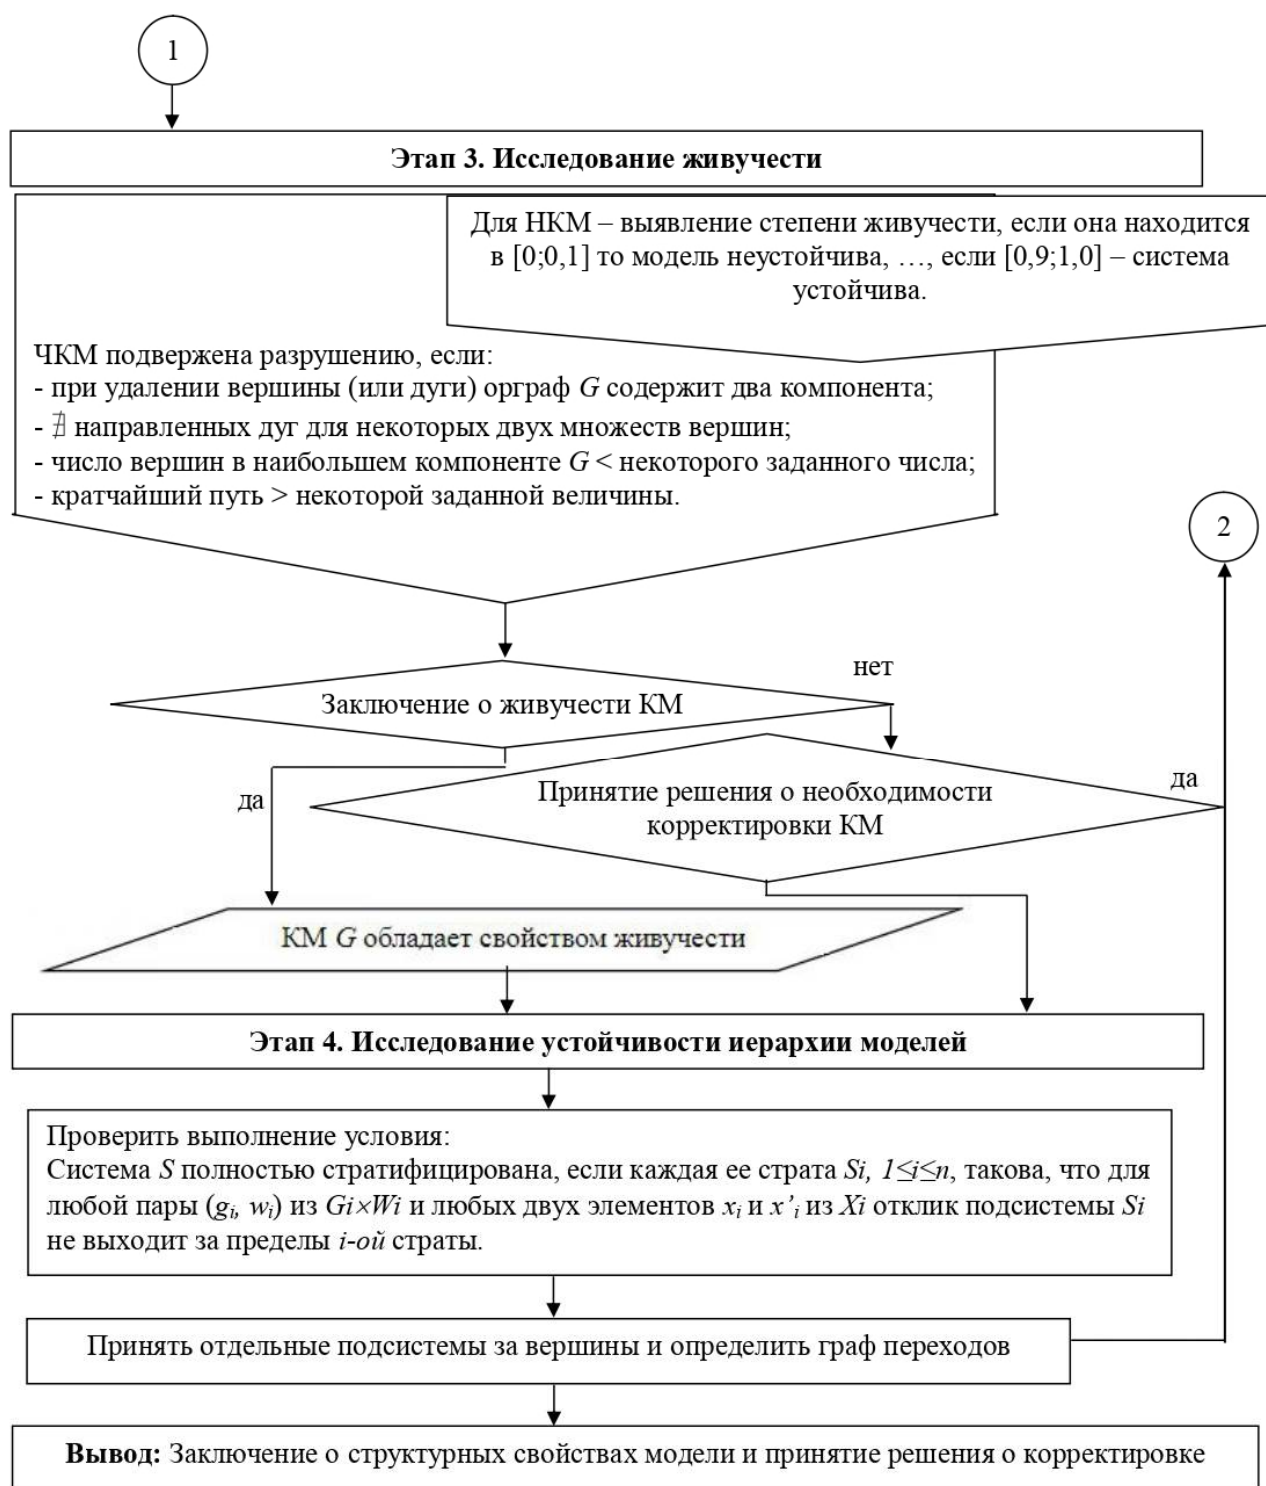 1
Этап 3. Исследование живучести
Для НКМ – выявление степени живучести, если она находится
в [0;0,1] то модель неустойчива, …, если [0,9;1,0] – система
устойчива.
ЧКМ подвержена разрушению, если:
- при удалении вершины (или дуги) орграф G содержит два компонента;
- ∄ направленных дуг для некоторых двух множеств вершин;
- число вершин в наибольшем компоненте G < некоторого заданного числа;
- кратчайший путь > некоторой заданной величины.
2
нет
Заключение о живучести КМ
да
да
Принятие решения о необходимости
корректировки КМ
КМ G обладает свойством живучести
Этап 4. Исследование устойчивости иерархии моделей
Проверить выполнение условия:
Система S полностью стратифицирована, если каждая ее страта Si, 1≤i≤n, такова, что для
любой пары (gi, wi) из Gi×Wi и любых двух элементов xi и x’i из Xi отклик подсистемы Si
не выходит за пределы i-ой страты.
Принять отдельные подсистемы за вершины и определить граф переходов
Вывод: Заключение о структурных свойствах модели и принятие решения о корректировке